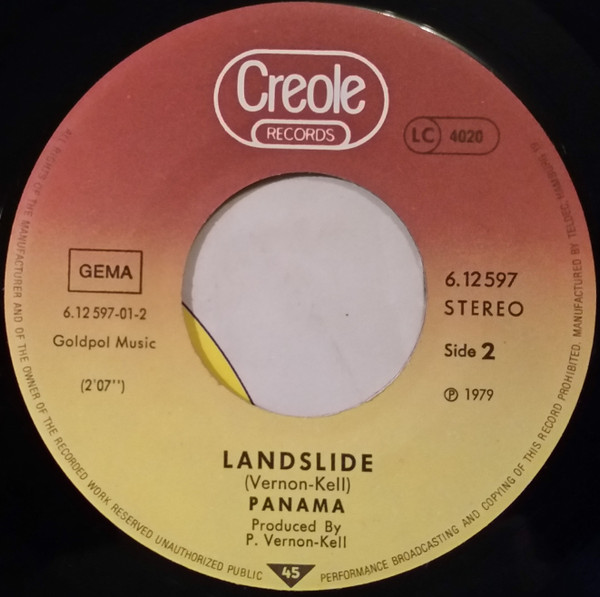 Creole
RECORDS
LC 4020
GEMA
6.12 597-01-2
Goldpol Music
(2'07'')
6.12597
STEREO
Side 2
℗ 1979
LANDSLIDE
(Vernon-Kell)
PANAMA
Produced By
P. Vernon-Kell
45
ALL RIGHTS OF THE MANUFACTURER AND OF THE OWNER OF THE RECORDED WORK RESERVED UNAUTHORIZED PUBLIC PERFORMANCE BROADCASTING AND COPYING OF THIS RECORD PROHIBITED. MANUFACTURED BY TELDEC, HAMBURG